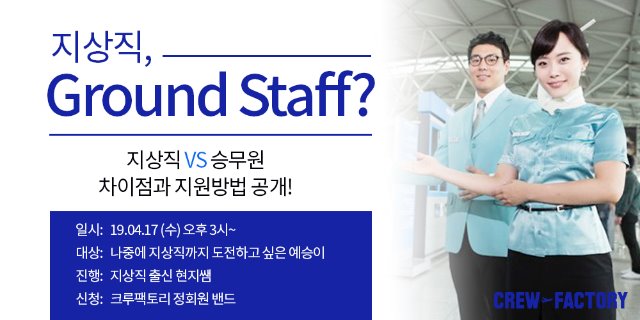 지상직,
Ground Staff?
지상직 VS 승무원
차이점과 지원방법 공개!
일시: 19.04.17 (수) 오후 3시~
대상: 나중에 지상직까지 도전하고 싶은 예승이
진행: 지상직 출신 현지쌤
신청: 크루팩토리 정회원 밴드
CREW FACTORY